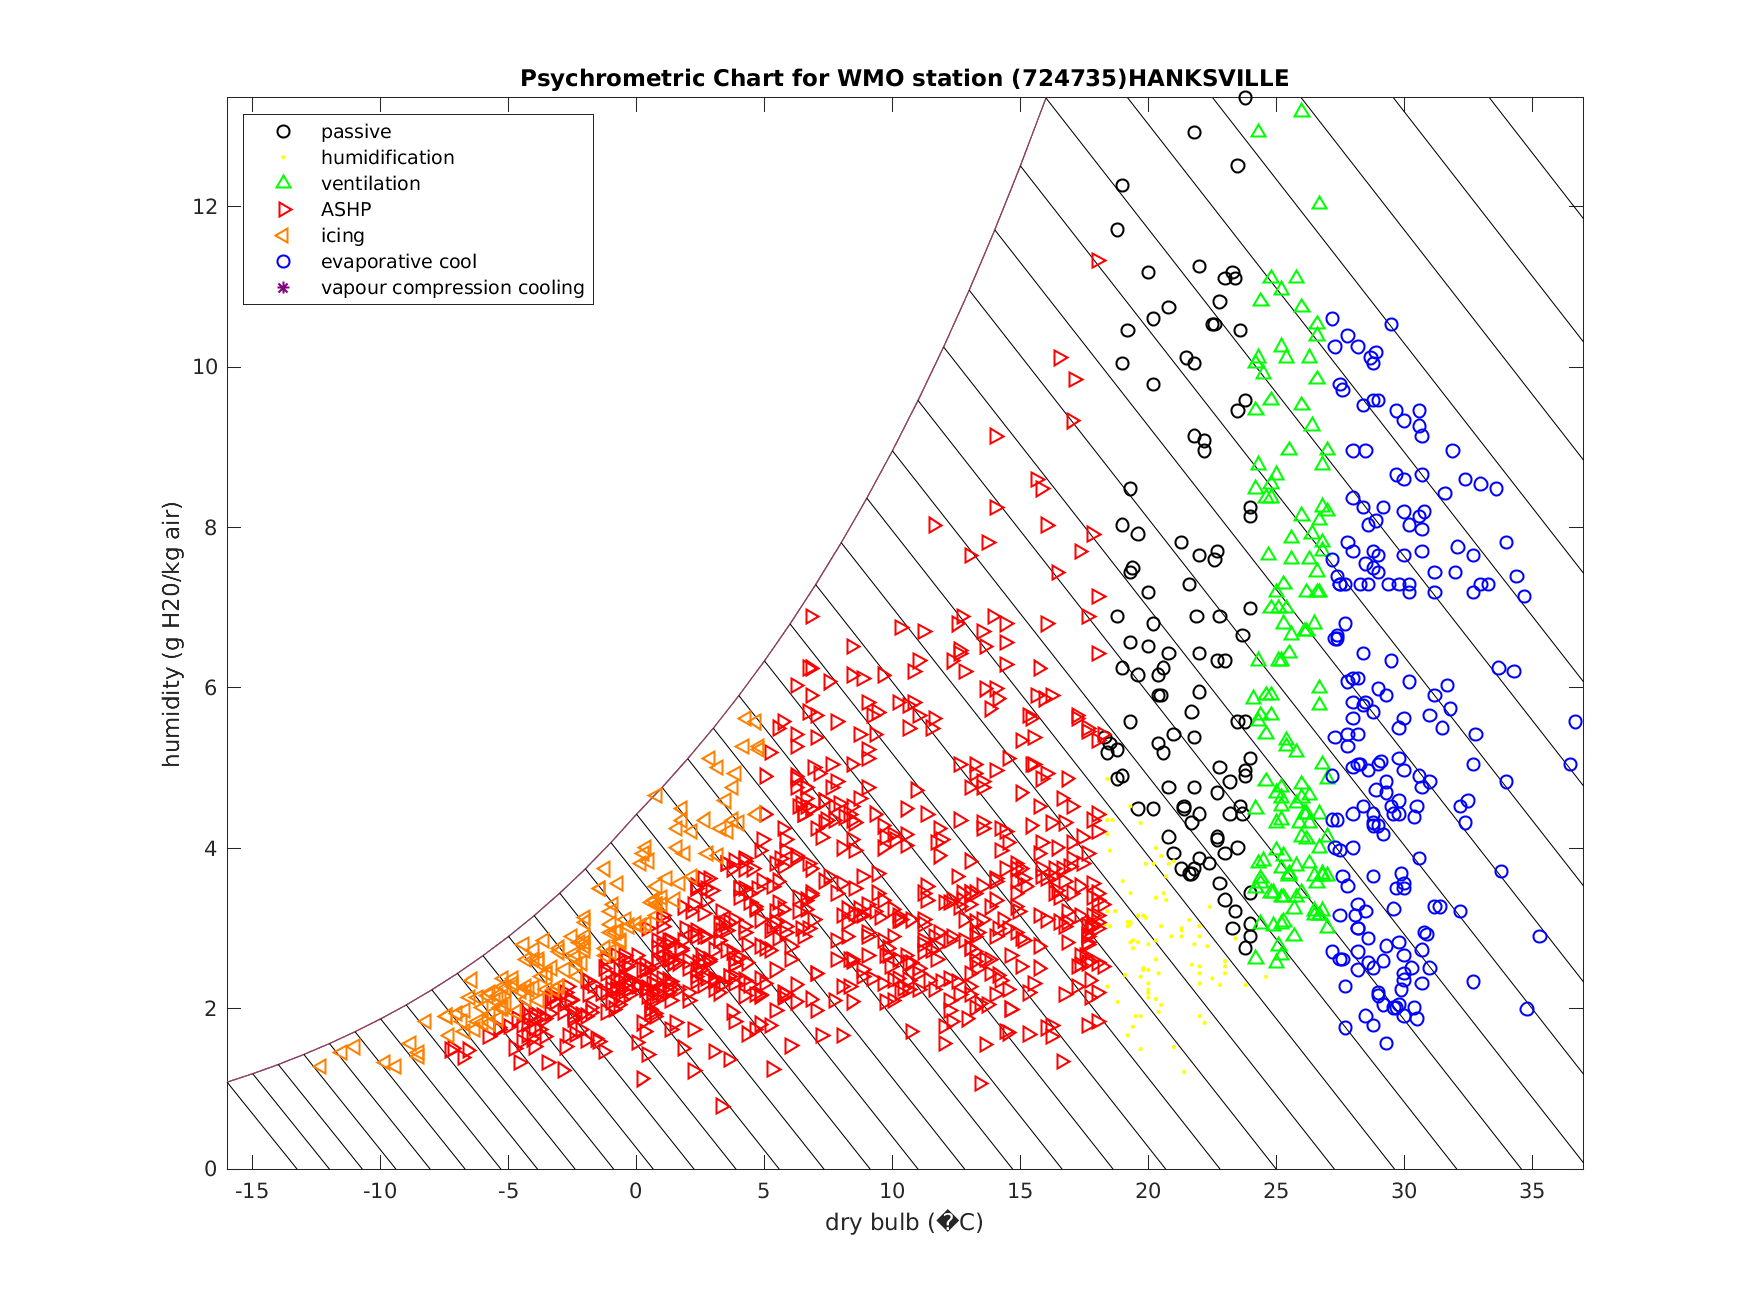 Psychrometric Chart for WMO station (724735)HANKSVILLE
passive
humidification
ventilation
ASHP
icing
evaporative cool
vapour compression cooling
humidity (g H20/kg air)
12
10
8
6
4
2
0
-15 -10 -5 0 5 10 15 20 25 30 35
dry bulb (�C)